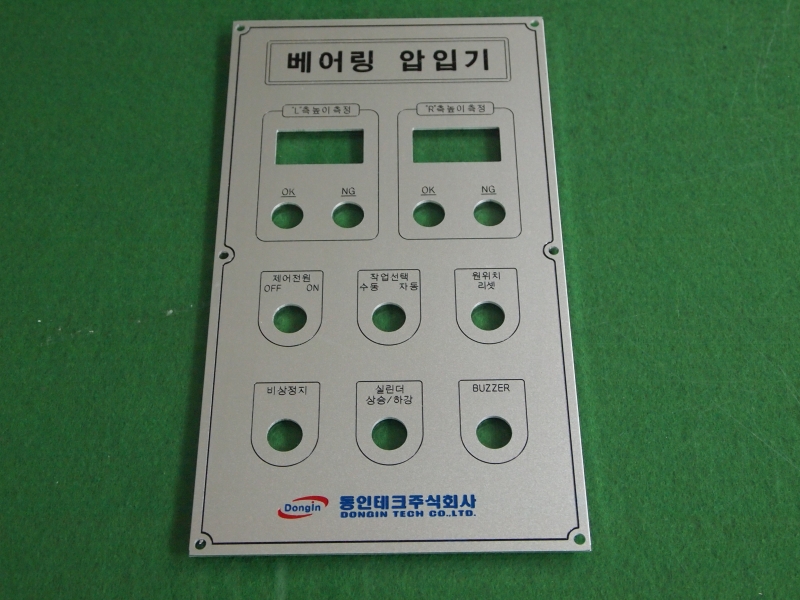 베어링 압입기
"L"측높이측정
"R"측높이측정
OK NG
OK NG
제어전원
OFF ON
작업선택
수동 자동
원위치
리셋
비상정지
실린더
상승/하강
BUZZER
Dongin
동인테크주식회사
DONGIN TECH CO.,LTD.